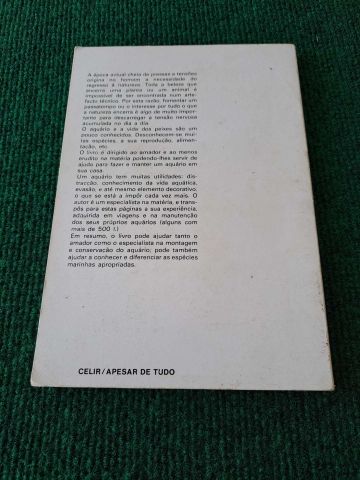 A época actual cheia de pressas e tensões
origina no homem a necessidade do
regresso à natureza. Toda a beleza que
encerra uma planta ou um animal é
impossível de ser encontrada num arte-
facto técnico. Por esta razão, fomentar um
passatempo ou o interesse por tudo o que
a natureza encerra é algo de muito impor-
tante para descarregar a tensão nervosa
acumulada no dia a dia.
O aquário e a vida dos peixes são um
pouco conhecidos. Desconhecem-se mui-
tas espécies, a sua reprodução, alimen-
tação, etc.
O livro é dirigido ao amador e ao menos
erudito na matéria podendo-lhes servir de
ajuda para fazer e manter um aquário em
sua casa.
Um aquário tem muitas utilidades: dis-
tracção, conhecimento da vida aquática,
evasão, e até mesmo elemento decorativo,
o que se está a impôr cada vez mais. O
autor é um especialista na matéria, e trans-
pôs para estas páginas a sua experiência,
adquirida em viagens e na manutenção
dos seus próprios aquários (alguns com
mais de 500 l.)
Em resumo, o livro pode ajudar tanto o
amador como o especialista na montagem
e conservação do aquário; pode também
ajudar a conhecer e diferenciar as espécies
marinhas apropriadas.
CELIR/APESAR DE TUDO